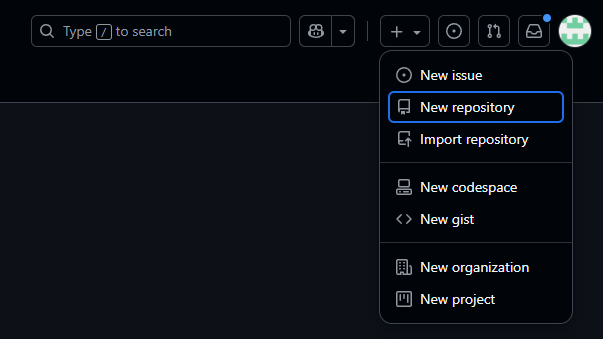 Type / to search
New issue
New repository
Import repository
New codespace
New gist
New organization
New project